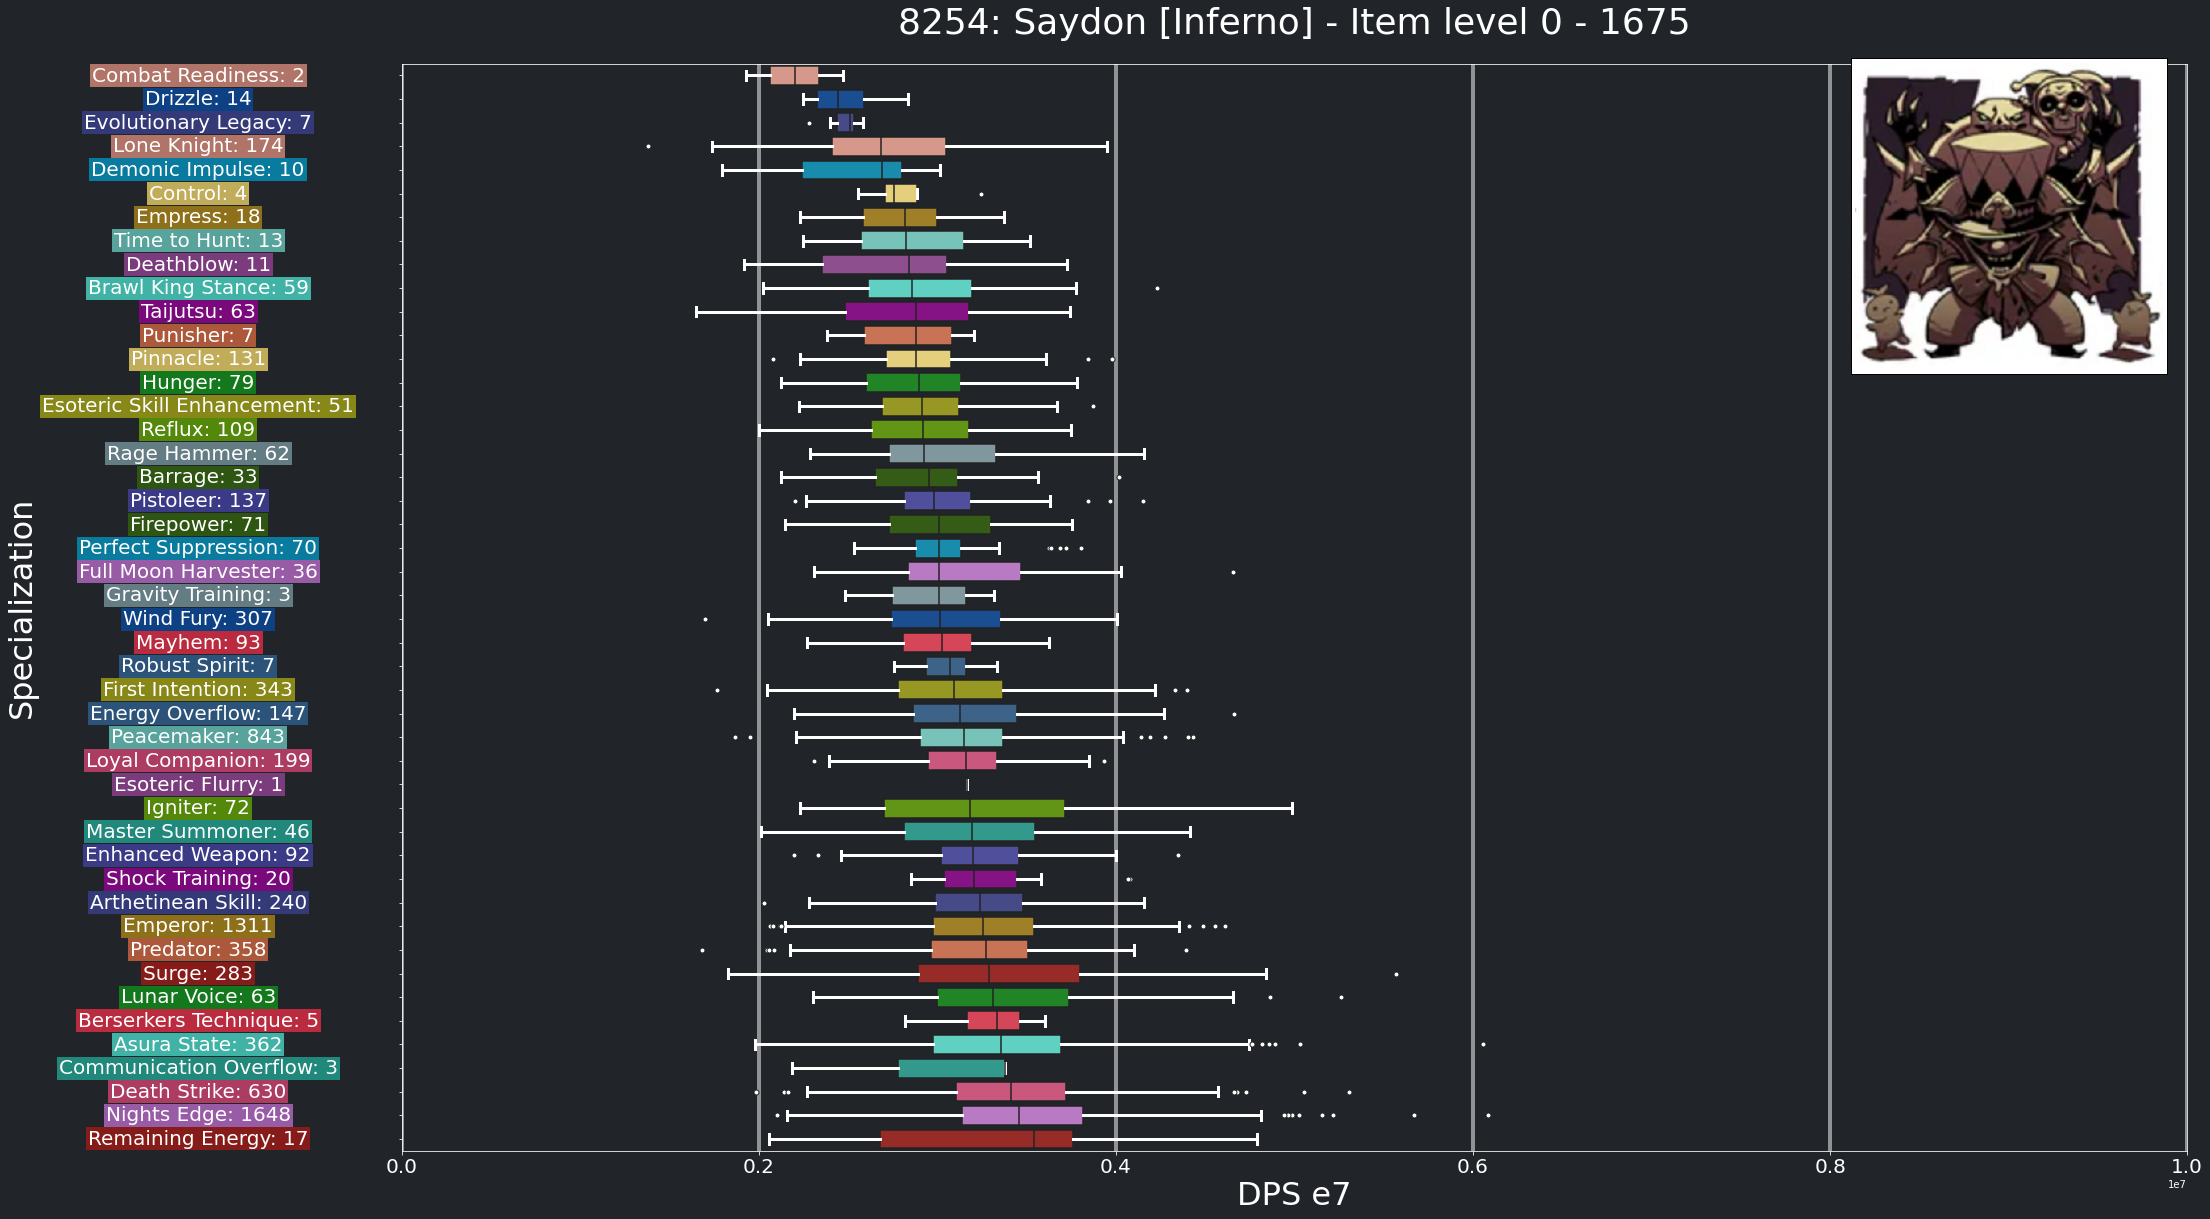 8254: Saydon [Inferno] - Item level 0 - 1675
Combat Readiness: 2
Drizzle: 14
Evolutionary Legacy: 7
Lone Knight: 174
Demonic Impulse: 10
Control: 4
Empress: 18
Time to Hunt: 13
Deathblow: 11
Brawl King Stance: 59
Taijutsu: 63
Punisher: 7
Pinnacle: 131
Hunger: 79
Esoteric Skill Enhancement: 51
Reflux: 109
Rage Hammer: 62
Barrage: 33
Pistoleer: 137
Firepower: 71
Perfect Suppression: 70
Full Moon Harvester: 36
Gravity Training: 3
Wind Fury: 307
Mayhem: 93
Robust Spirit: 7
First Intention: 343
Energy Overflow: 147
Peacemaker: 843
Loyal Companion: 199
Esoteric Flurry: 1
Igniter: 72
Master Summoner: 46
Enhanced Weapon: 92
Shock Training: 20
Arthetinean Skill: 240
Emperor: 1311
Predator: 358
Surge: 283
Lunar Voice: 63
Berserkers Technique: 5
Asura State: 362
Communication Overflow: 3
Death Strike: 630
Nights Edge: 1648
Remaining Energy: 17
Specialization
0.0 0.2 0.4 0.6 0.8 1.0
1e7
DPS e7